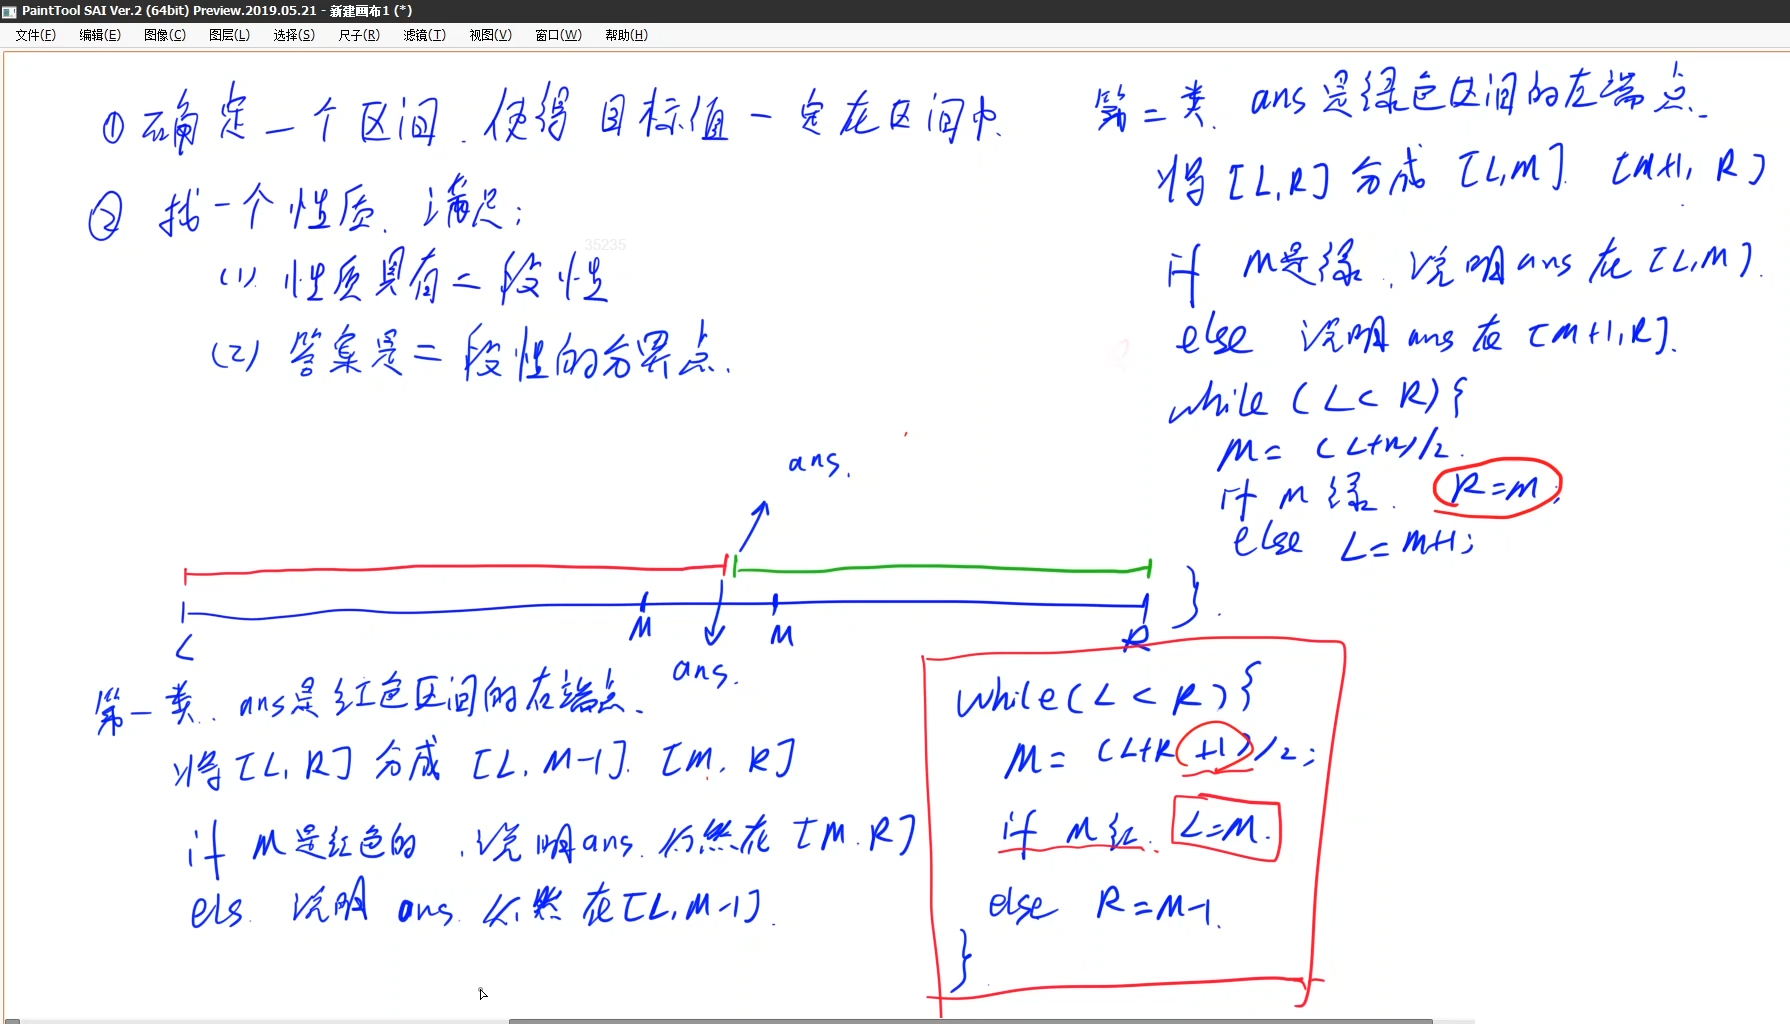 PaintTool SAI Ver.2 (64bit) Preview.2019.05.21 - 新建画布1 (*)
文件(F) 编辑(E) 图像(C) 图层(L) 选择(S) 尺子(R) 滤镜(T) 视图(V) 窗口(W) 帮助(H)
① 确定一个区间. 使得 目标值一定在区间中
② 找一个性质. 满足:
35235
(1) 性质具有二段性
(2) 答案是二段性的分界点.
ans.
L M M R
ans.
第一类. ans是红色区间的右端点.
将[L, R] 分成 [L, M-1]. [M, R]
if M是红色的, 说明ans.仍然在[M.R]
els. 说明 ans. 仍然 在[L, M-1].
第二类. ans是绿色区间的左端点.
将[L,R] 分成 [L,M]. [M+1, R]
if M是绿. 说明ans在[L,M].
else 说明 ans在[M+1,R].
while (L< R){
M= (L+R)/2.
if M绿. R=M;
else L=M+1;
}.
while(L < R){
M= (L+R+1)/2;
if M红. L=M.
else R=M-1.
}